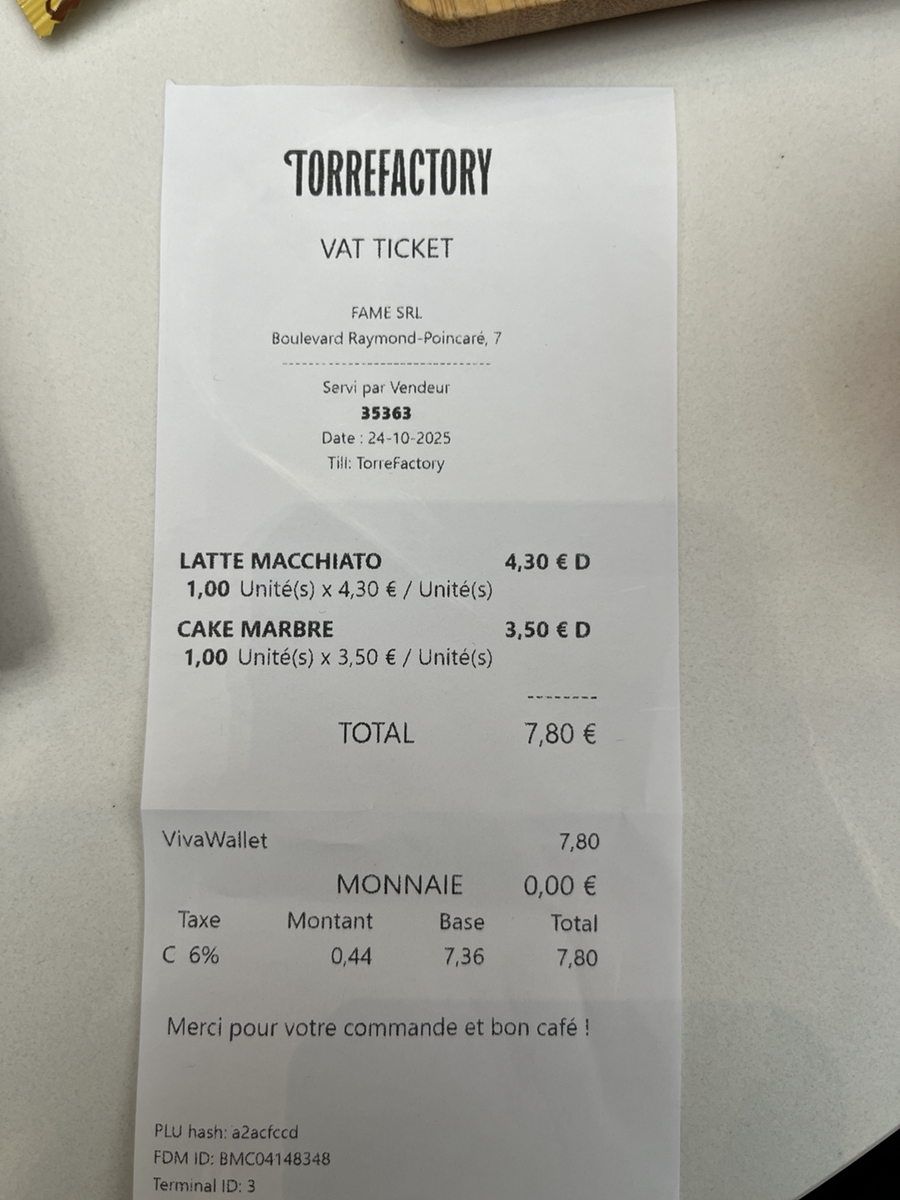 TORREFACTORY
VAT TICKET
FAME SRL
Boulevard Raymond-Poincaré, 7
------------------------------
Servi par Vendeur
35363
Date : 24-10-2025
Till: TorreFactory
LATTE MACCHIATO 4,30 € D
1,00 Unité(s) x 4,30 € / Unité(s)
CAKE MARBRE 3,50 € D
1,00 Unité(s) x 3,50 € / Unité(s)
--------
TOTAL 7,80 €
VivaWallet 7,80
MONNAIE 0,00 €
Taxe Montant Base Total
C 6% 0,44 7,36 7,80
Merci pour votre commande et bon café !
PLU hash: a2acfccd
FDM ID: BMC04148348
Terminal ID: 3